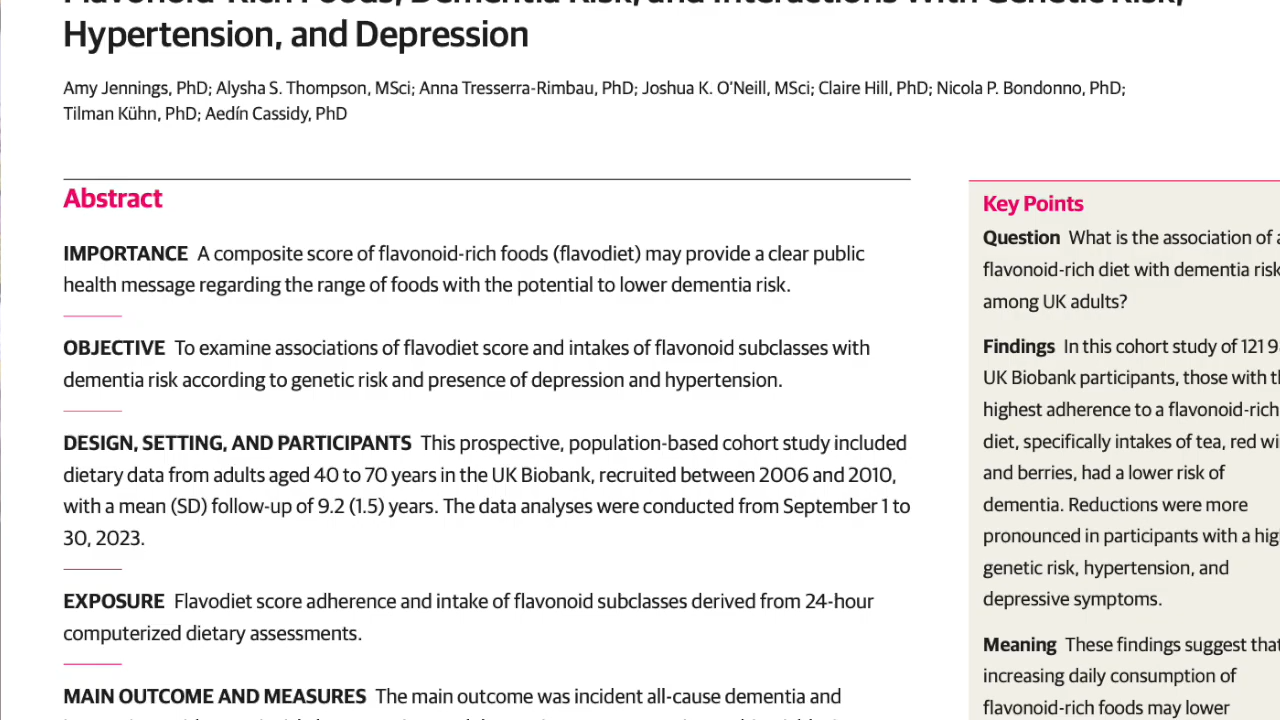 Flavonoid-Rich Foods, Dementia Risk, and Interactions With Genetic Risk,
Hypertension, and Depression
Amy Jennings, PhD; Alysha S. Thompson, MSci; Anna Tresserra-Rimbau, PhD; Joshua K. O'Neill, MSci; Claire Hill, PhD; Nicola P. Bondonno, PhD;
Tilman Kühn, PhD; Aedín Cassidy, PhD
Abstract
IMPORTANCE A composite score of flavonoid-rich foods (flavodiet) may provide a clear public
health message regarding the range of foods with the potential to lower dementia risk.
OBJECTIVE To examine associations of flavodiet score and intakes of flavonoid subclasses with
dementia risk according to genetic risk and presence of depression and hypertension.
DESIGN, SETTING, AND PARTICIPANTS This prospective, population-based cohort study included
dietary data from adults aged 40 to 70 years in the UK Biobank, recruited between 2006 and 2010,
with a mean (SD) follow-up of 9.2 (1.5) years. The data analyses were conducted from September 1 to
30, 2023.
EXPOSURE Flavodiet score adherence and intake of flavonoid subclasses derived from 24-hour
computerized dietary assessments.
MAIN OUTCOME AND MEASURES The main outcome was incident all-cause dementia and
Key Points
Question What is the association of
flavonoid-rich diet with dementia risk
among UK adults?
Findings In this cohort study of 121 9
UK Biobank participants, those with
highest adherence to a flavonoid-rich
diet, specifically intakes of tea, red
and berries, had a lower risk of
dementia. Reductions were more
pronounced in participants with a
genetic risk, hypertension, and
depressive symptoms.
Meaning These findings suggest that
increasing daily consumption of
flavonoid-rich foods may lower